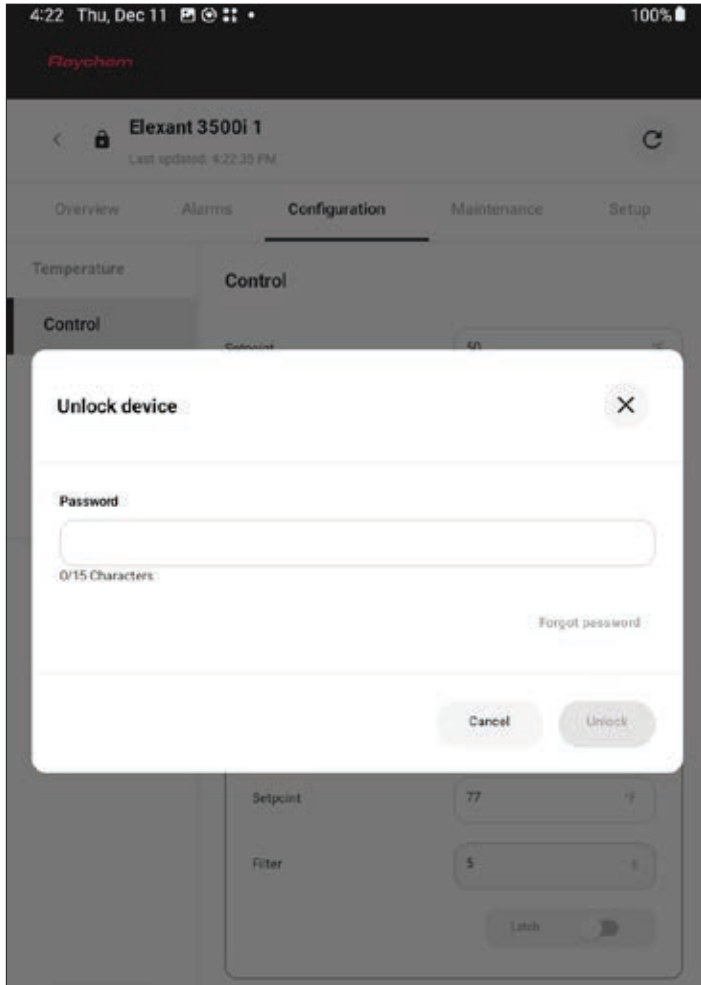 4:22 Thu, Dec 11 100%
Raychem
Elexant 3500i 1
Last updated: 4:22:35 PM
Overview Alarms Configuration Maintenance Setup
Temperature
Control
Control
Setpoint 50 °F
Unlock device
Password
0/15 Characters
Forgot password
Cancel Unlock
Setpoint 77 °F
Filter 5 s
Latch